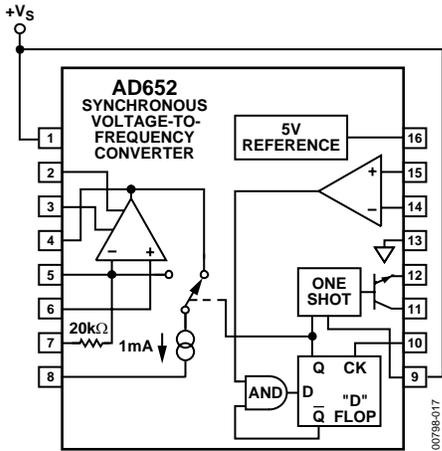 +VS
AD652
SYNCHRONOUS
VOLTAGE-TO-
FREQUENCY
CONVERTER
5V
REFERENCE
1
2
3
4
5
6
7
8
16
15
14
13
12
11
10
9
+
–
–
+
20kΩ
1mA
ONE
SHOT
AND
D
Q
CK
"D"
FLOP
Q̅
00798-017